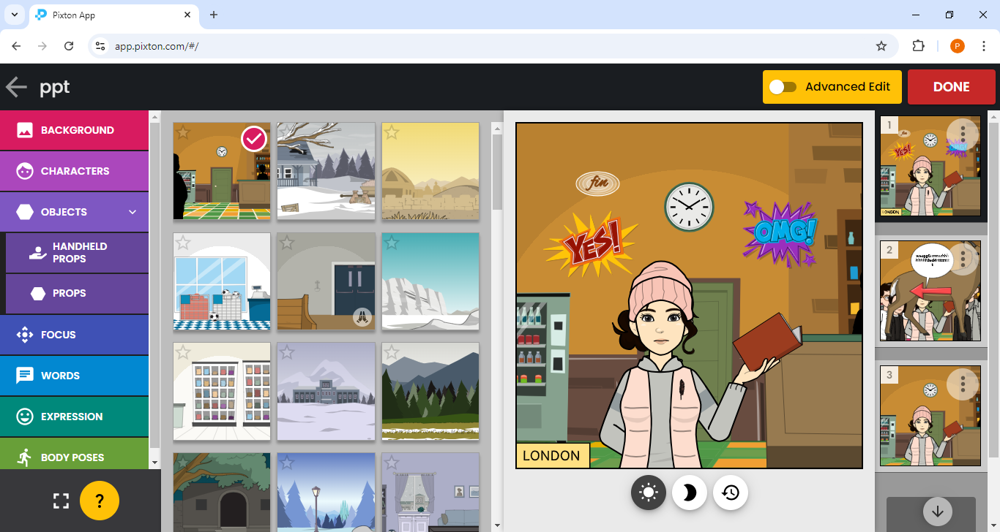 Pixton App
app.pixton.com/#/
P
ppt
Advanced Edit
DONE
BACKGROUND
CHARACTERS
OBJECTS
HANDHELD
PROPS
PROPS
FOCUS
WORDS
EXPRESSION
BODY POSES
?
fin
YES!
OMG!
LONDON
1
YES!
LONDON
2
3